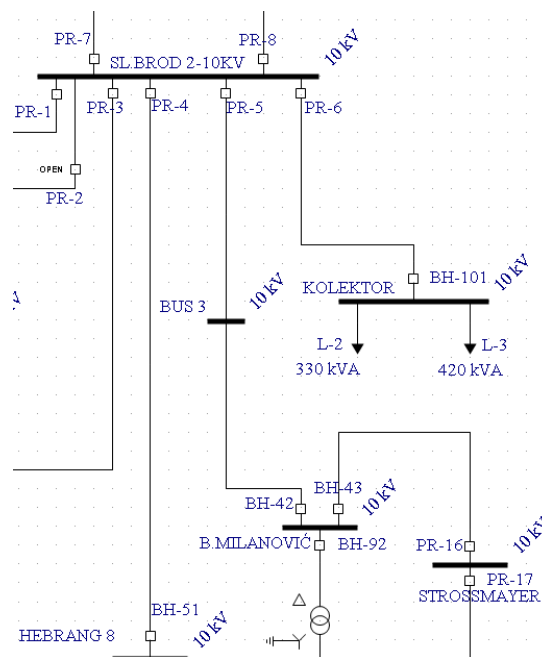 PR-7
PR-8
SL.BROD 2-10KV
10 kV
PR-1
PR-3
PR-4
PR-5
PR-6
OPEN
PR-2
BH-101
KOLEKTOR
10 kV
BUS 3
10 kV
L-2
L-3
330 kVA
420 kVA
BH-42
BH-43
10 kV
B.MILANOVIĆ
BH-92
PR-16
10 kV
PR-17
STROSSMAYER
BH-51
HEBRANG 8
10 kV